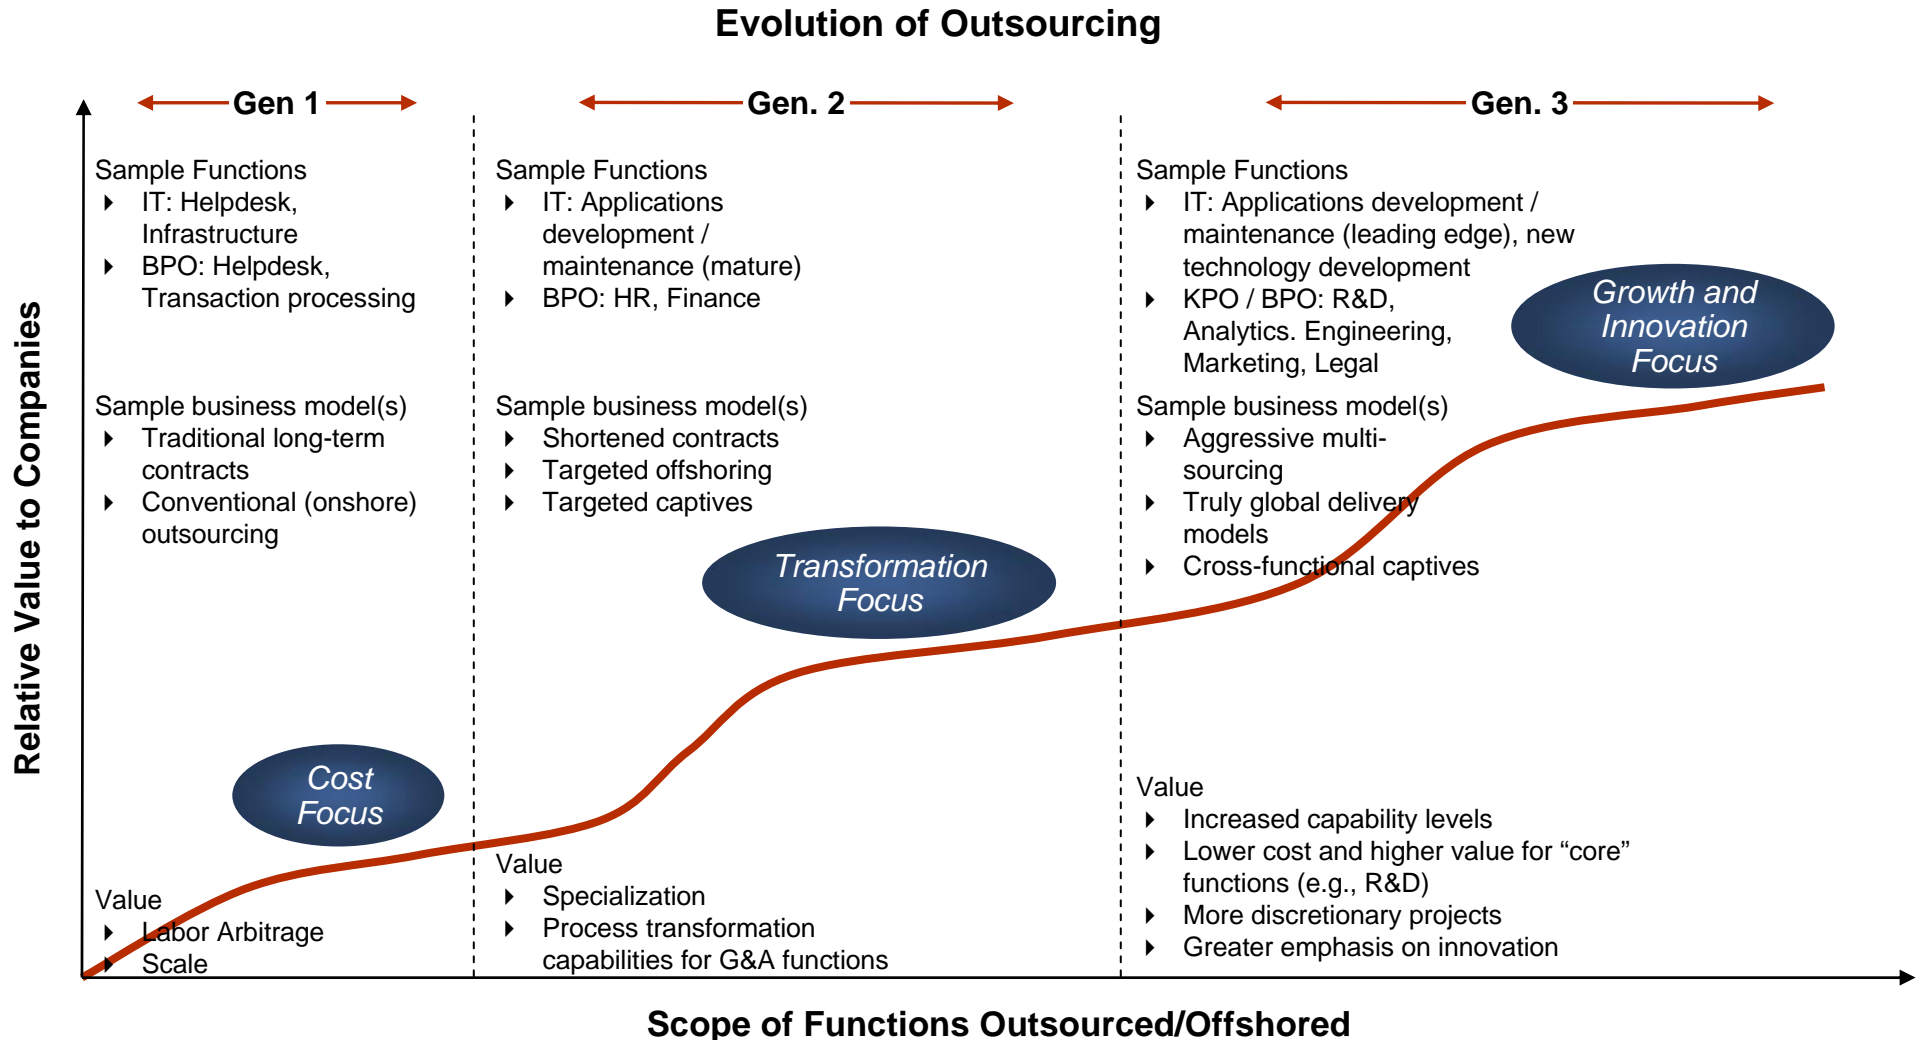 Evolution of Outsourcing
Gen 1
Gen. 2
Gen. 3
Relative Value to Companies
Sample Functions
IT: Helpdesk,
Infrastructure
BPO: Helpdesk,
Transaction processing
Sample business model(s)
Traditional long-term
contracts
Conventional (onshore)
outsourcing
Cost
Focus
Value
Labor Arbitrage
Scale
Sample Functions
IT: Applications
development /
maintenance (mature)
BPO: HR, Finance
Sample business model(s)
Shortened contracts
Targeted offshoring
Targeted captives
Transformation
Focus
Value
Specialization
Process transformation
capabilities for G&A functions
Sample Functions
IT: Applications development /
maintenance (leading edge), new
technology development
KPO / BPO: R&D,
Analytics. Engineering,
Marketing, Legal
Growth and
Innovation
Focus
Sample business model(s)
Aggressive multi-
sourcing
Truly global delivery
models
Cross-functional captives
Value
Increased capability levels
Lower cost and higher value for “core”
functions (e.g., R&D)
More discretionary projects
Greater emphasis on innovation
Scope of Functions Outsourced/Offshored